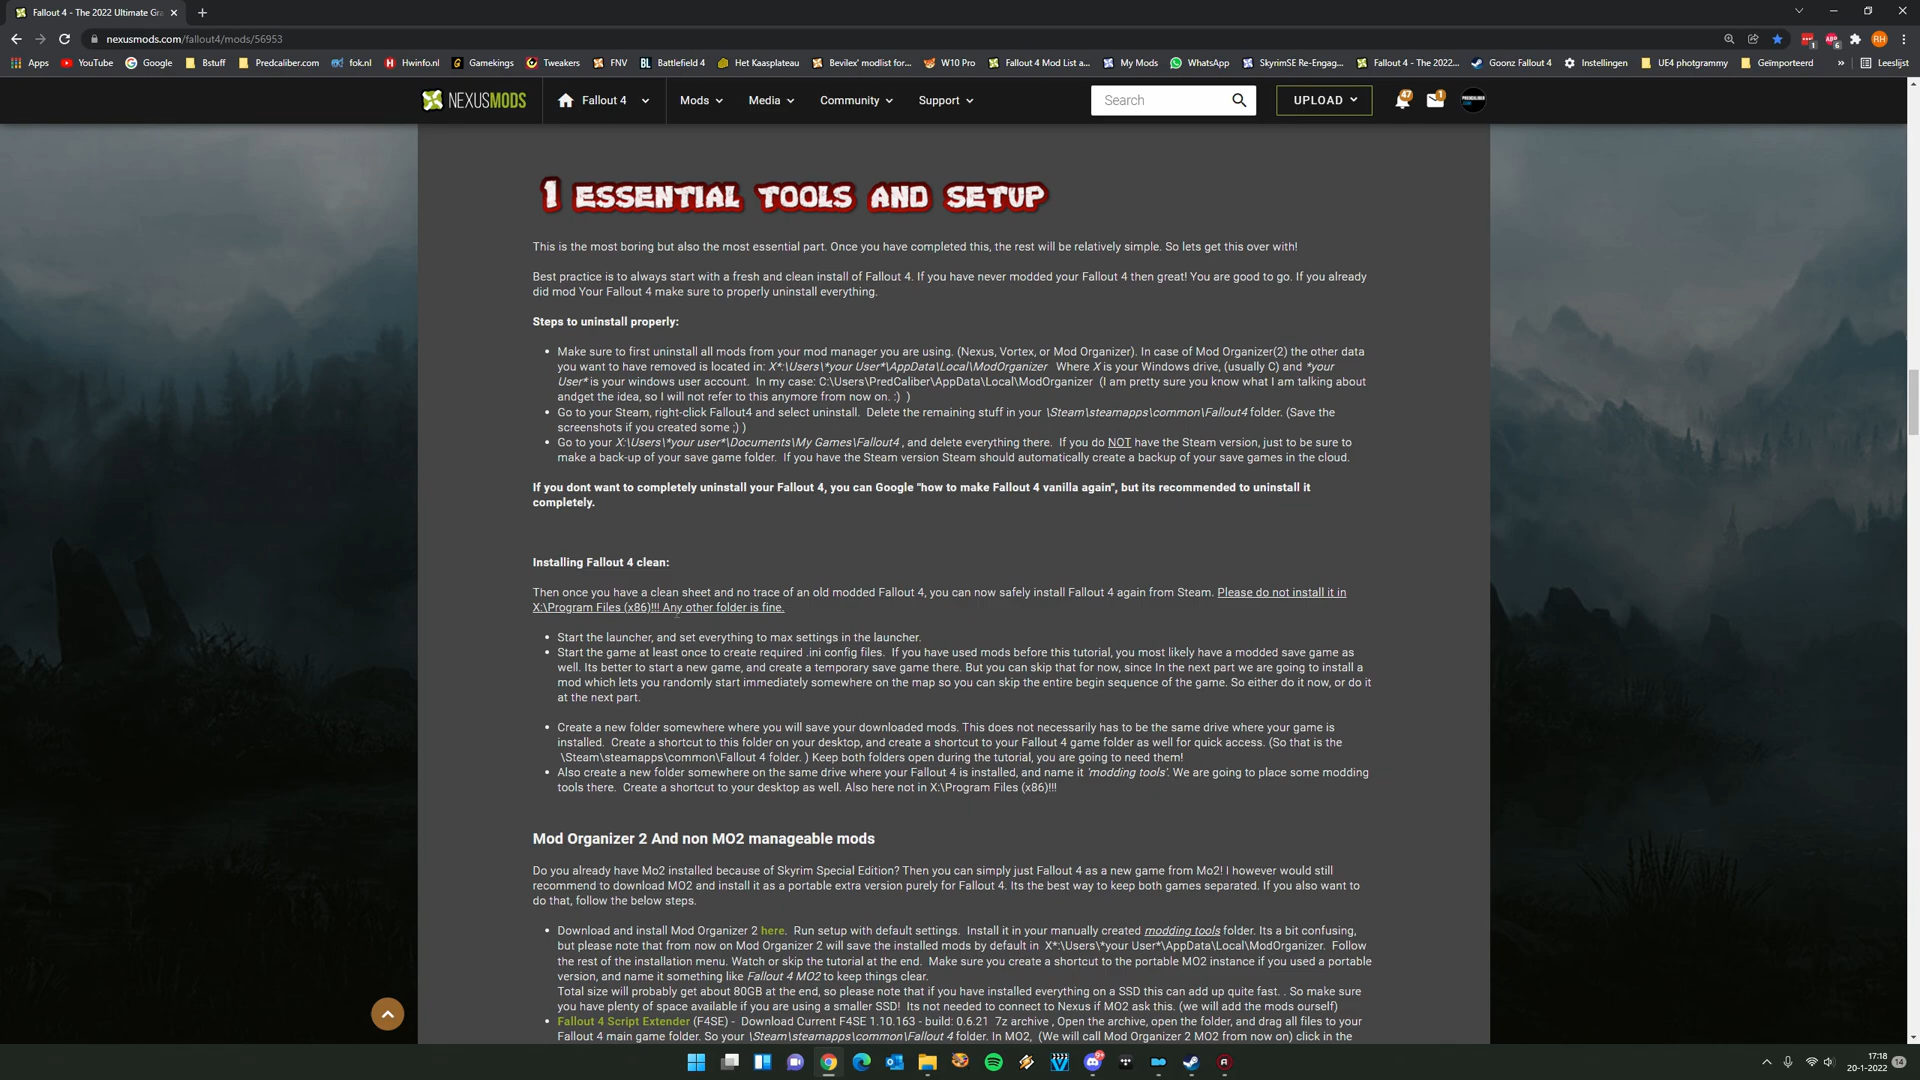 Fallout 4 - The 2022 Ultimate Gra
nexusmods.com/fallout4/mods/56953
Apps YouTube Google Bstuff Predcaliber.com fok.nl Hwinfo.nl Gamekings Tweakers FNV Battlefield 4 Het Kaasplateau Bevilex' modlist for... W10 Pro Fallout 4 Mod List a... My Mods WhatsApp SkyrimSE Re-Engag... Fallout 4 - The 2022... Goonz Fallout 4 Instellingen UE4 photgrammy Geïmporteerd » Leeslijst
NEXUSMODS Fallout 4 Mods Media Community Support Search UPLOAD 47 1
1 ESSENTIAL TOOLS AND SETUP
This is the most boring but also the most essential part. Once you have completed this, the rest will be relatively simple. So lets get this over with!
Best practice is to always start with a fresh and clean install of Fallout 4. If you have never modded your Fallout 4 then great! You are good to go. If you already
did mod Your Fallout 4 make sure to properly uninstall everything.
Steps to uninstall properly:
• Make sure to first uninstall all mods from your mod manager you are using. (Nexus, Vortex, or Mod Organizer). In case of Mod Organizer(2) the other data
you want to have removed is located in: X*:\Users\*your User*\AppData\Local\ModOrganizer Where X is your Windows drive, (usually C) and *your
User* is your windows user account. In my case: C:\Users\PredCaliber\AppData\Local\ModOrganizer (I am pretty sure you know what I am talking about
andget the idea, so I will not refer to this anymore from now on. :) )
• Go to your Steam, right-click Fallout4 and select uninstall. Delete the remaining stuff in your \Steam\steamapps\common\Fallout4 folder. (Save the
screenshots if you created some ;) )
• Go to your X:\Users\*your user*\Documents\My Games\Fallout4 , and delete everything there. If you do NOT have the Steam version, just to be sure to
make a back-up of your save game folder. If you have the Steam version Steam should automatically create a backup of your save games in the cloud.
If you dont want to completely uninstall your Fallout 4, you can Google "how to make Fallout 4 vanilla again", but its recommended to uninstall it
completely.
Installing Fallout 4 clean:
Then once you have a clean sheet and no trace of an old modded Fallout 4, you can now safely install Fallout 4 again from Steam. Please do not install it in
X:\Program Files (x86)!!! Any other folder is fine.
• Start the launcher, and set everything to max settings in the launcher.
• Start the game at least once to create required .ini config files. If you have used mods before this tutorial, you most likely have a modded save game as
well. Its better to start a new game, and create a temporary save game there. But you can skip that for now, since In the next part we are going to install a
mod which lets you randomly start immediately somewhere on the map so you can skip the entire begin sequence of the game. So either do it now, or do it
at the next part.
• Create a new folder somewhere where you will save your downloaded mods. This does not necessarily has to be the same drive where your game is
installed. Create a shortcut to this folder on your desktop, and create a shortcut to your Fallout 4 game folder as well for quick access. (So that is the
\Steam\steamapps\common\Fallout 4 folder. ) Keep both folders open during the tutorial, you are going to need them!
• Also create a new folder somewhere on the same drive where your Fallout 4 is installed, and name it 'modding tools'. We are going to place some modding
tools there. Create a shortcut to your desktop as well. Also here not in X:\Program Files (x86)!!!
Mod Organizer 2 And non MO2 manageable mods
Do you already have Mo2 installed because of Skyrim Special Edition? Then you can simply just Fallout 4 as a new game from Mo2! I however would still
recommend to download MO2 and install it as a portable extra version purely for Fallout 4. Its the best way to keep both games separated. If you also want to
do that, follow the below steps.
• Download and install Mod Organizer 2 here. Run setup with default settings. Install it in your manually created modding tools folder. Its a bit confusing,
but please note that from now on Mod Organizer 2 will save the installed mods by default in X*:\Users\*your User*\AppData\Local\ModOrganizer. Follow
the rest of the installation menu. Watch or skip the tutorial at the end. Make sure you create a shortcut to the portable MO2 instance if you used a portable
version, and name it something like Fallout 4 MO2 to keep things clear.
Total size will probably get about 80GB at the end, so please note that if you have installed everything on a SSD this can add up quite fast. . So make sure
you have plenty of space available if you are using a smaller SSD! Its not needed to connect to Nexus if MO2 ask this. (we will add the mods ourself)
• Fallout 4 Script Extender (F4SE) - Download Current F4SE 1.10.163 - build: 0.6.21 7z archive , Open the archive, open the folder, and drag all files to your
Fallout 4 main game folder. So your \Steam\steamapps\common\Fallout 4 folder. In MO2, (We will call Mod Organizer 2 MO2 from now on) click in the
17:18
20-1-2022
14